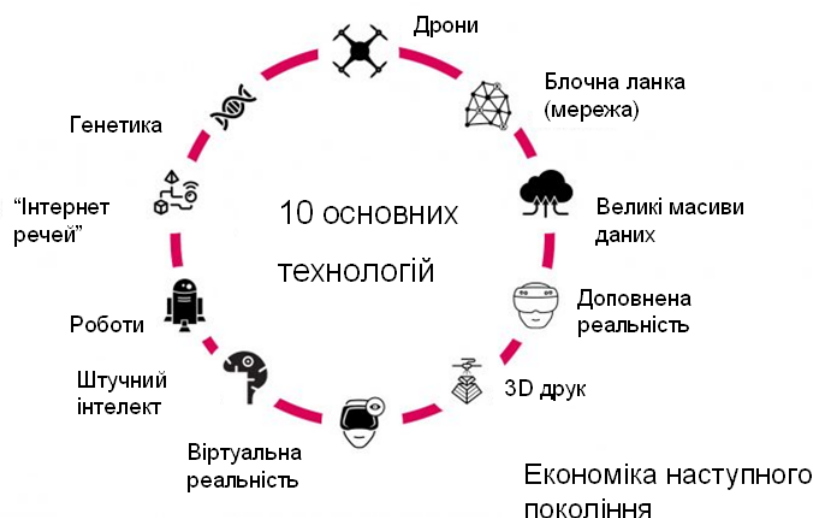 Дрони
Блочна ланка
(мережа)
Великі масиви
даних
Доповнена
реальність
3D друк
Віртуальна
реальність
Штучний
інтелект
Роботи
“Інтернет
речей”
Генетика
10 основних
технологій
Економіка наступного
покоління